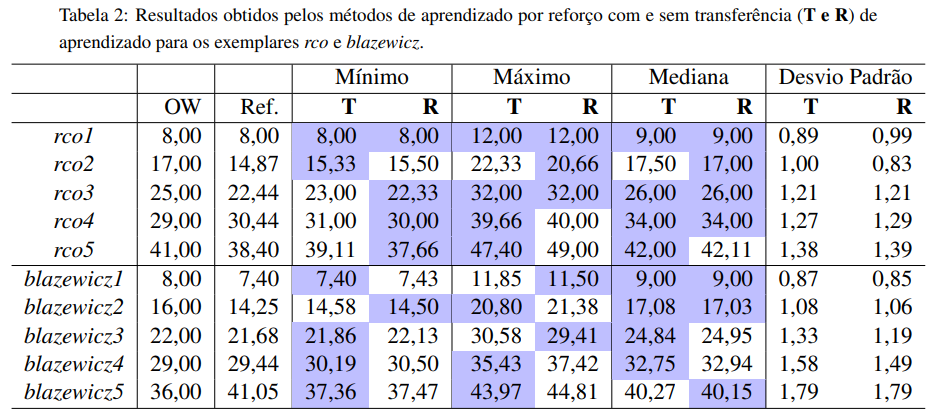 Tabela 2: Resultados obtidos pelos métodos de aprendizado por reforço com e sem transferência (T e R) de
aprendizado para os exemplares rco e blazewicz.
Mínimo Máximo Mediana Desvio Padrão
OW Ref. T R T R T R T R
rco1 8,00 8,00 8,00 8,00 12,00 12,00 9,00 9,00 0,89 0,99
rco2 17,00 14,87 15,33 15,50 22,33 20,66 17,50 17,00 1,00 0,83
rco3 25,00 22,44 23,00 22,33 32,00 32,00 26,00 26,00 1,21 1,21
rco4 29,00 30,44 31,00 30,00 39,66 40,00 34,00 34,00 1,27 1,29
rco5 41,00 38,40 39,11 37,66 47,40 49,00 42,00 42,11 1,38 1,39
blazewicz1 8,00 7,40 7,40 7,43 11,85 11,50 9,00 9,00 0,87 0,85
blazewicz2 16,00 14,25 14,58 14,50 20,80 21,38 17,08 17,03 1,08 1,06
blazewicz3 22,00 21,68 21,86 22,13 30,58 29,41 24,84 24,95 1,33 1,19
blazewicz4 29,00 29,44 30,19 30,50 35,43 37,42 32,75 32,94 1,58 1,49
blazewicz5 36,00 41,05 37,36 37,47 43,97 44,81 40,27 40,15 1,79 1,79